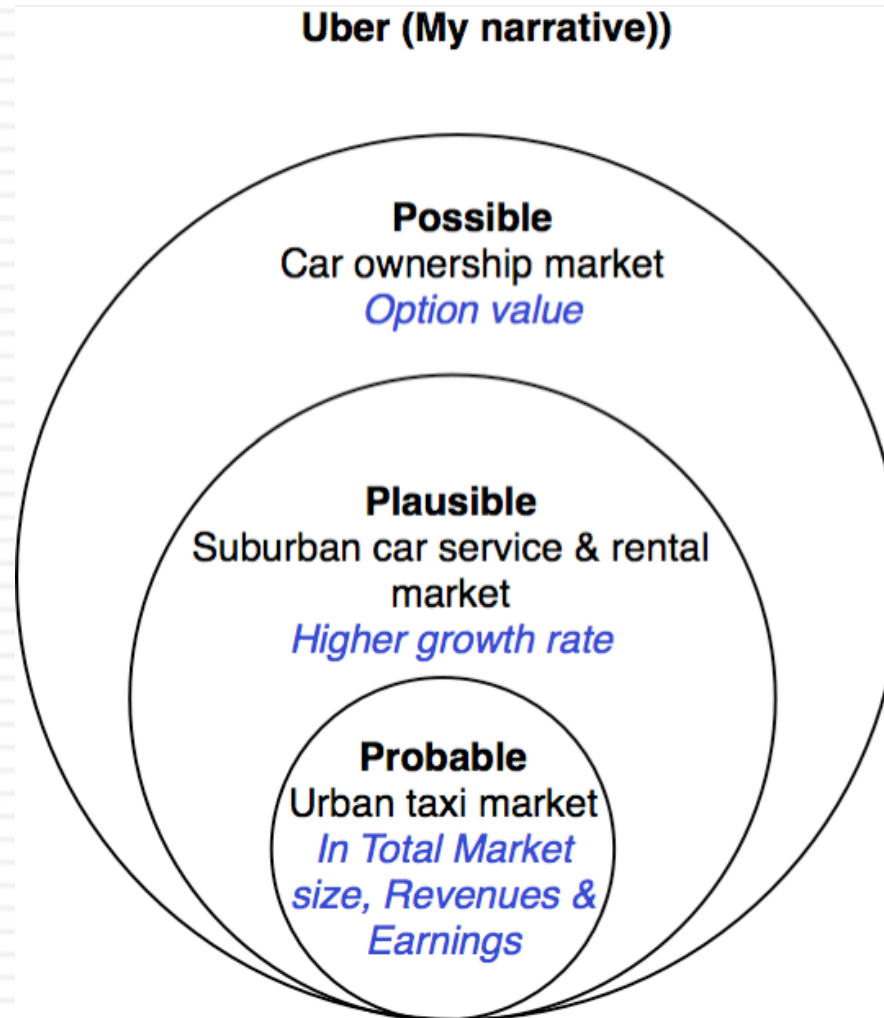 Uber (My narrative))
Possible
Car ownership market
Option value
Plausible
Suburban car service & rental
market
Higher growth rate
Probable
Urban taxi market
In Total Market
size, Revenues &
Earnings